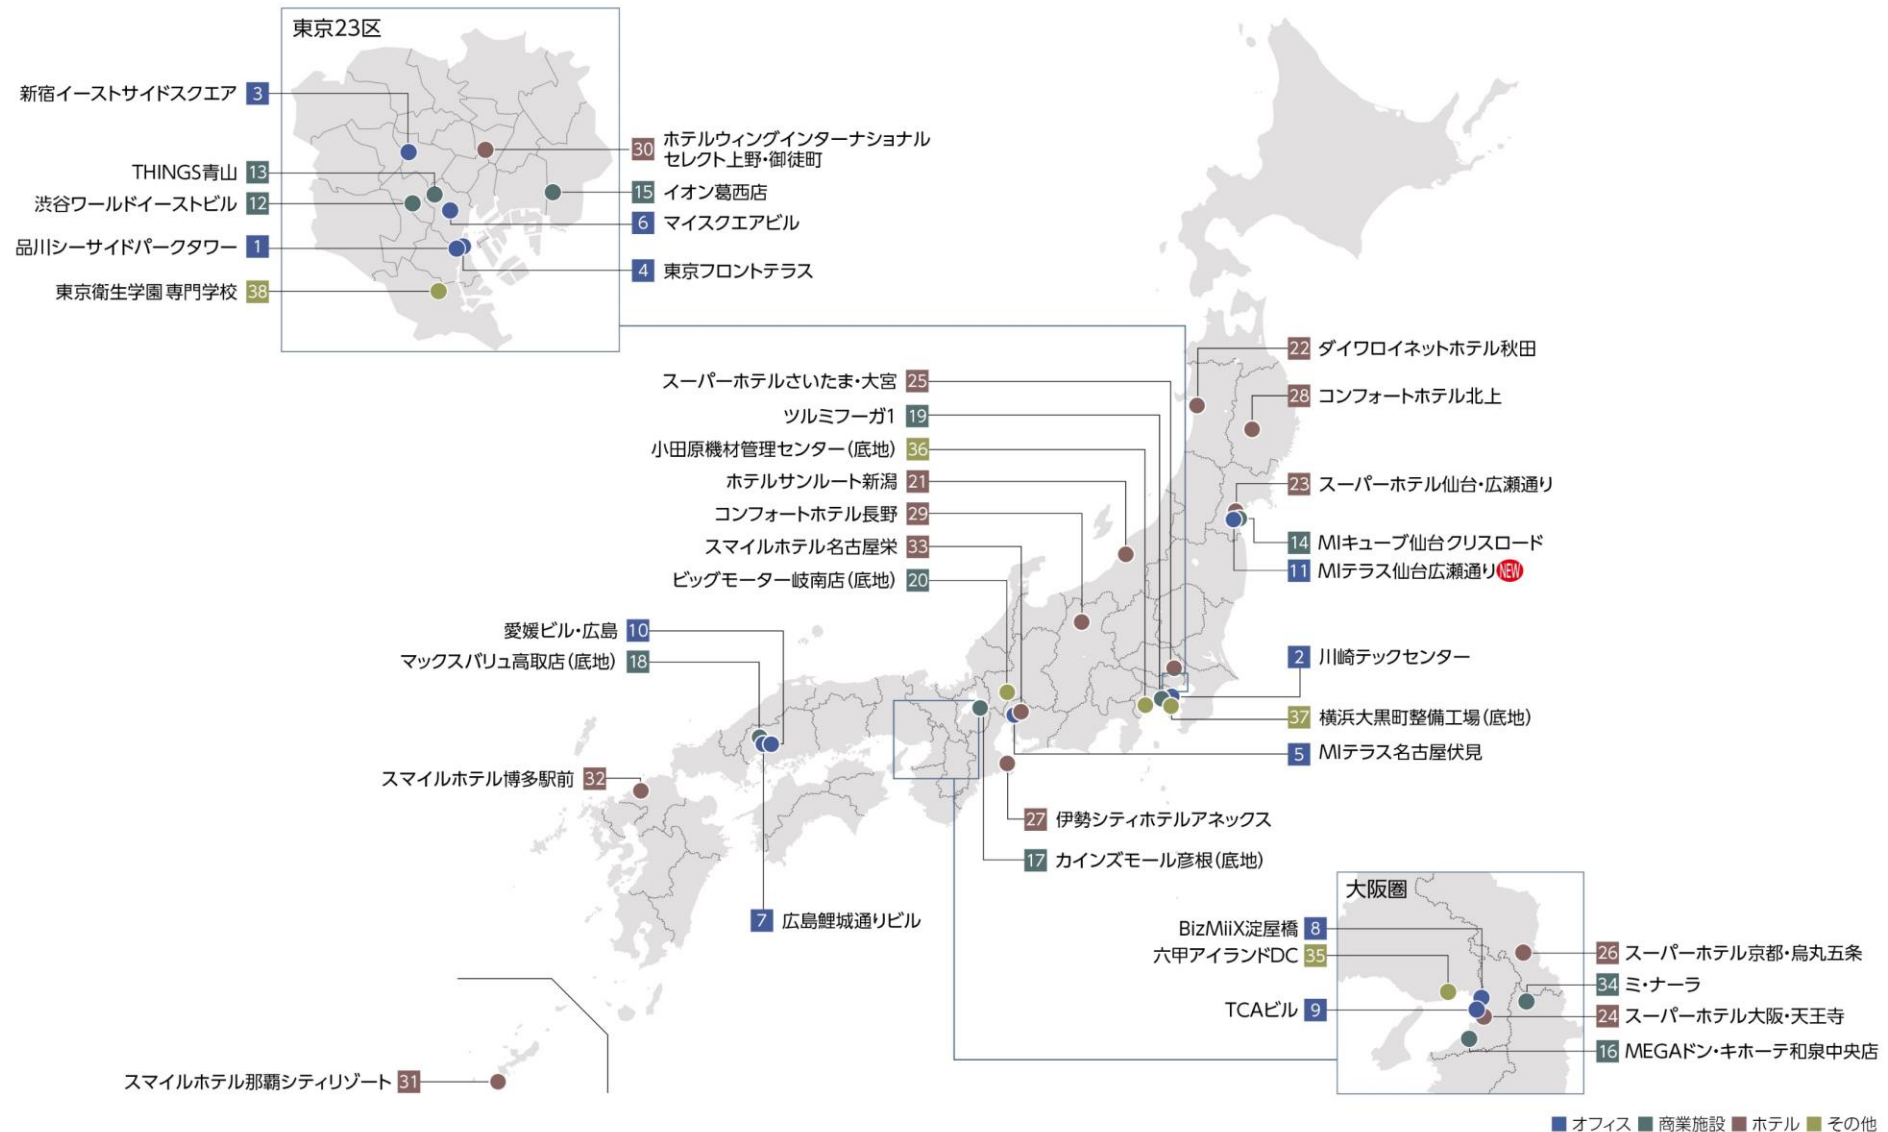 東京23区
新宿イーストサイドスクエア 3
THINGS青山 13
渋谷ワールドイーストビル 12
品川シーサイドパークタワー 1
東京衛生学園 専門学校 38
30 ホテルウィングインターナショナル
セレクト上野・御徒町
15 イオン葛西店
6 マイスクエアビル
4 東京フロントテラス
スーパーホテルさいたま・大宮 25
ツルミフーガ1 19
小田原機材管理センター(底地) 36
ホテルサンルート新潟 21
コンフォートホテル長野 29
スマイルホテル名古屋栄 33
ビッグモーター岐南店(底地) 20
愛媛ビル・広島 10
マックスバリュ高取店(底地) 18
スマイルホテル博多駅前 32
7 広島鯉城通りビル
スマイルホテル那覇シティリゾート 31
22 ダイワロイネットホテル秋田
28 コンフォートホテル北上
23 スーパーホテル仙台・広瀬通り
14 MIキューブ仙台クリスロード
11 MIテラス仙台広瀬通り NEW
2 川崎テックセンター
37 横浜大黒町整備工場(底地)
5 MIテラス名古屋伏見
27 伊勢シティホテルアネックス
17 カインズモール彦根(底地)
大阪圏
BizMiiX淀屋橋 8
六甲アイランドDC 35
TCAビル 9
26 スーパーホテル京都・烏丸五条
34 ミ・ナーラ
24 スーパーホテル大阪・天王寺
16 MEGAドン・キホーテ和泉中央店
オフィス 商業施設 ホテル その他